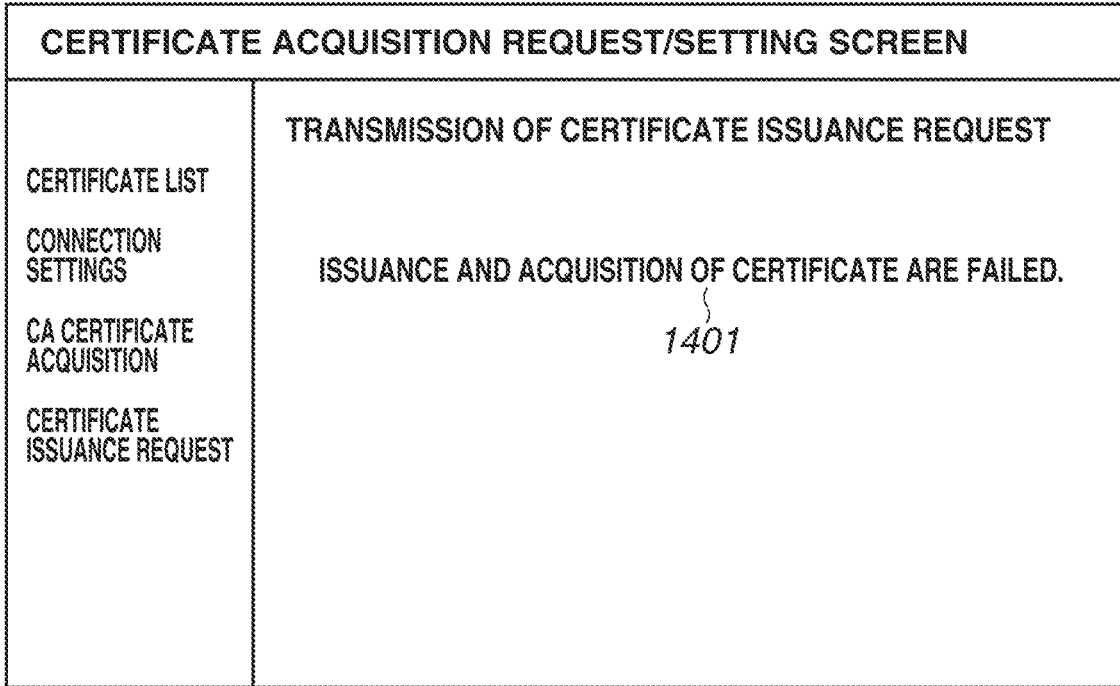 CERTIFICATE ACQUISITION REQUEST/SETTING SCREEN
CERTIFICATE LIST
CONNECTION
SETTINGS
CA CERTIFICATE
ACQUISITION
CERTIFICATE
ISSUANCE REQUEST
TRANSMISSION OF CERTIFICATE ISSUANCE REQUEST
ISSUANCE AND ACQUISITION OF CERTIFICATE ARE FAILED.
1401